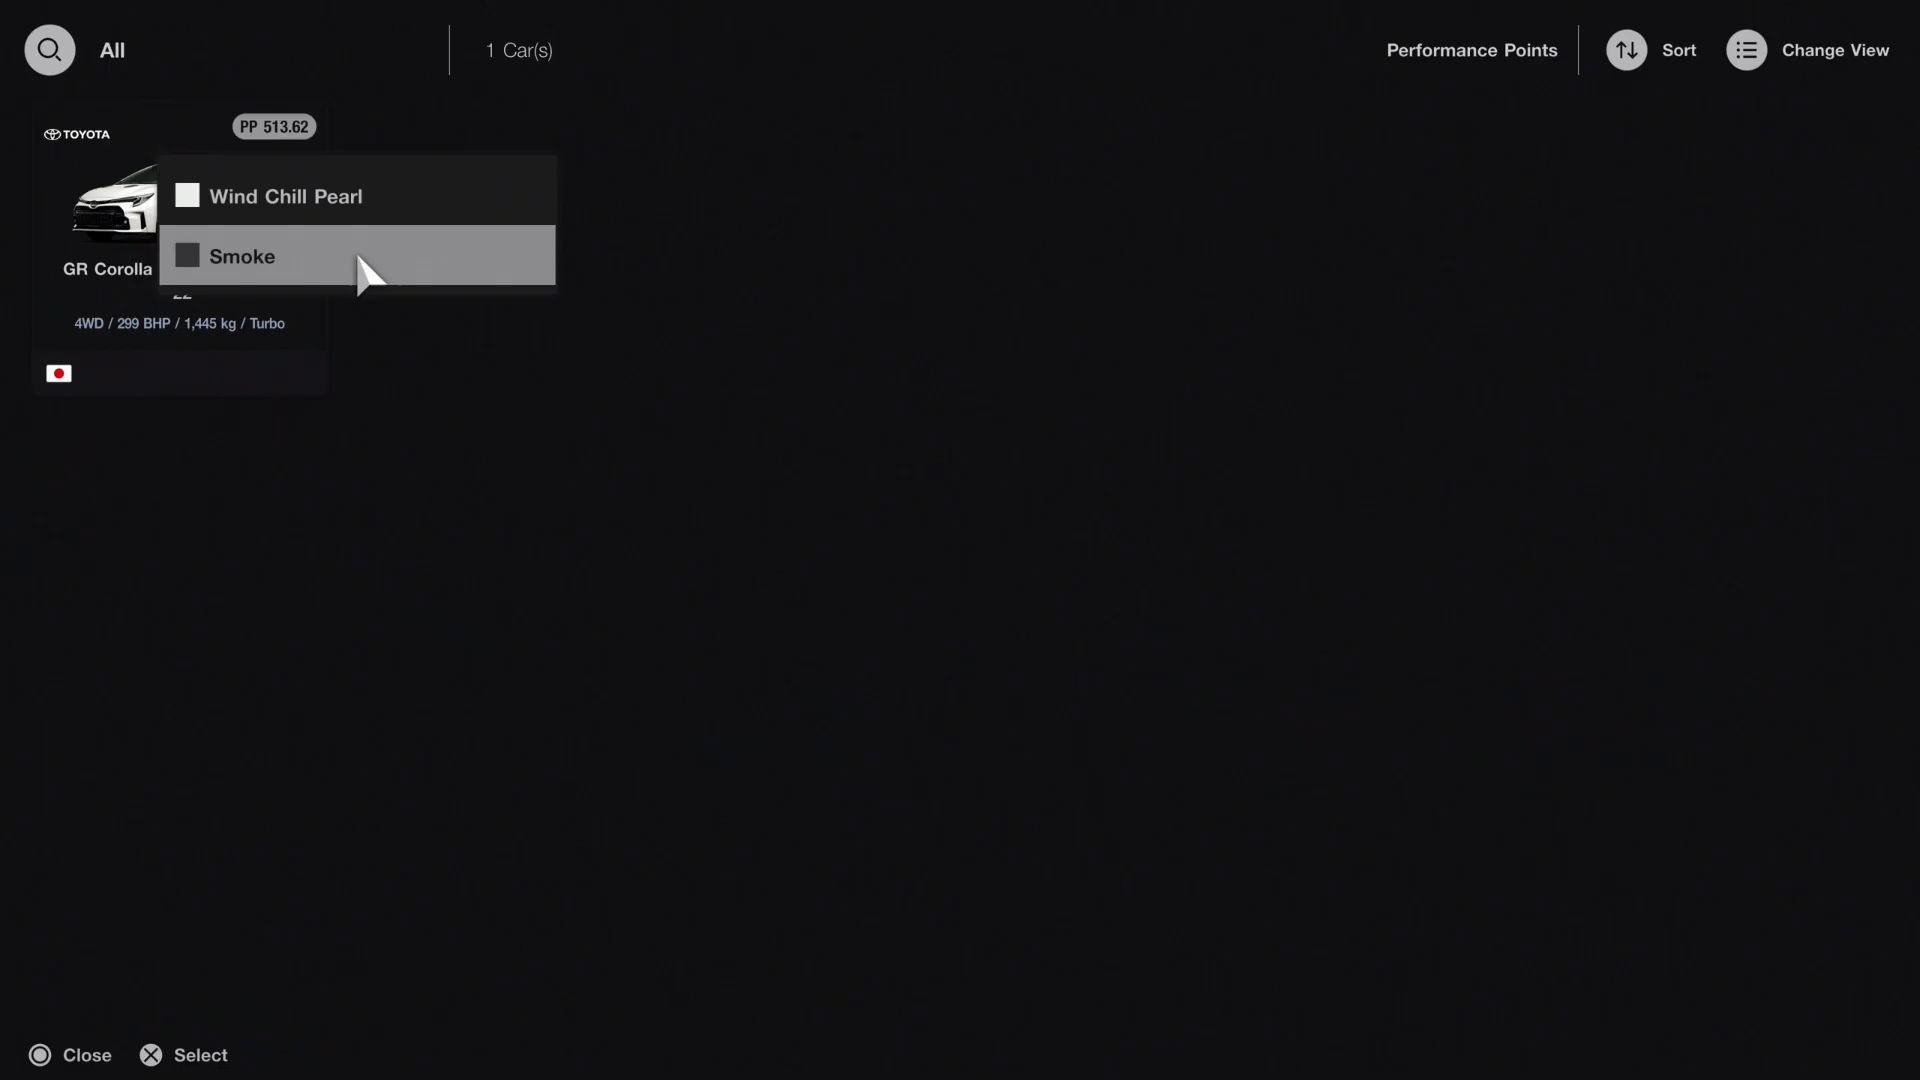 All
1 Car(s)
Performance Points
Sort
Change View
TOYOTA
PP 513.62
Wind Chill Pearl
Smoke
GR Corolla
4WD / 299 BHP / 1,445 kg / Turbo
Close
Select